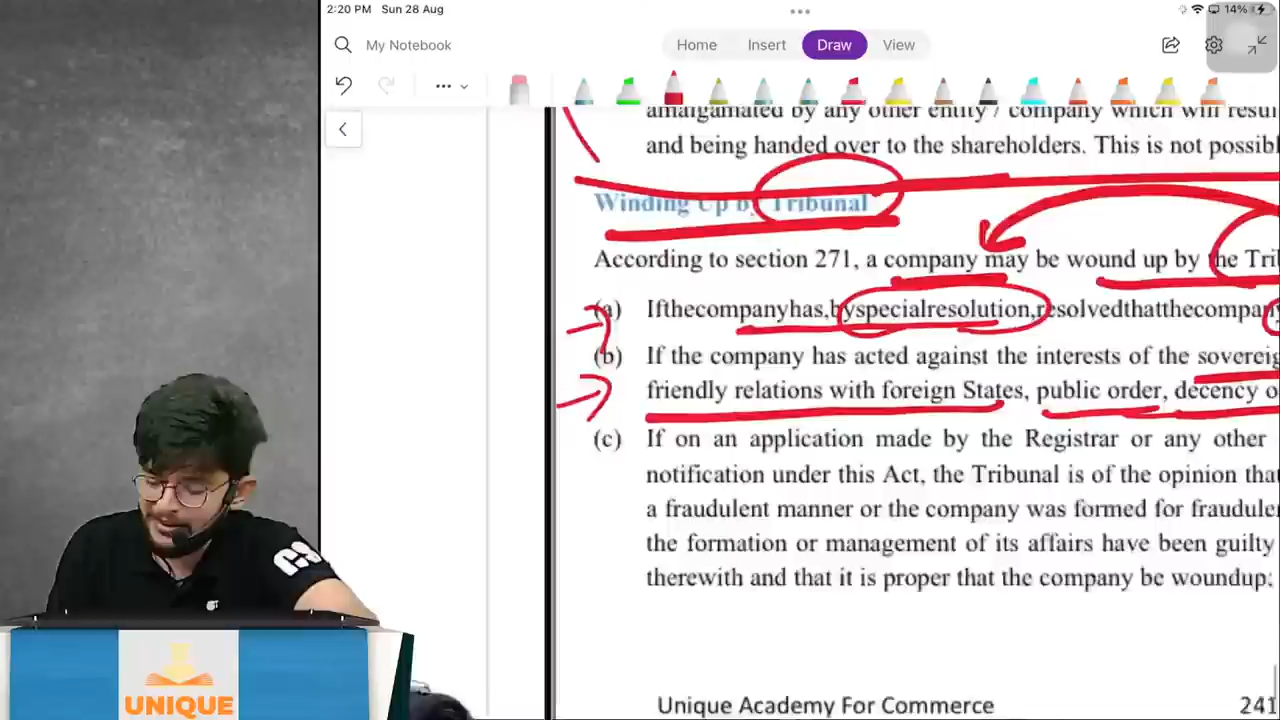 2:20 PM Sun 28 Aug
14%
My Notebook
Home
Insert
Draw
View
amalgamated by any other entity / company which will resul
and being handed over to the shareholders. This is not possibl
Winding Up by Tribunal
According to section 271, a company may be wound up by the Tri
(a) Ifthecompanyhas,byspecialresolution,resolvedthatthecompany
(b) If the company has acted against the interests of the sovereig
friendly relations with foreign States, public order, decency o
(c) If on an application made by the Registrar or any other
notification under this Act, the Tribunal is of the opinion that
a fraudulent manner or the company was formed for fraudule
the formation or management of its affairs have been guilty
therewith and that it is proper that the company be woundup;
Unique Academy For Commerce
241
CS
UNIQUE